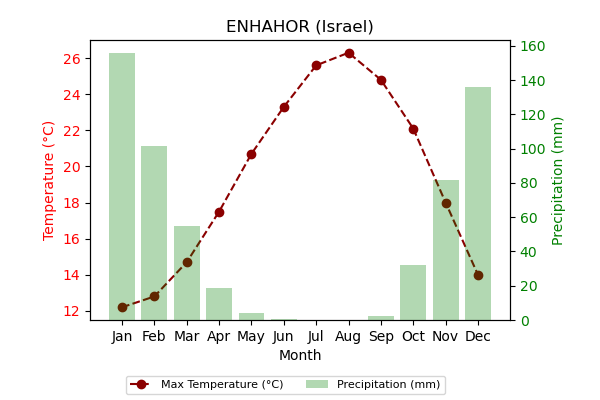 ENHAHOR (Israel)
Temperature (°C)
26
24
22
20
18
16
14
12
160
140
120
100
80
60
40
20
0
Precipitation (mm)
Jan Feb Mar Apr May Jun Jul Aug Sep Oct Nov Dec
Month
Max Temperature (°C) Precipitation (mm)